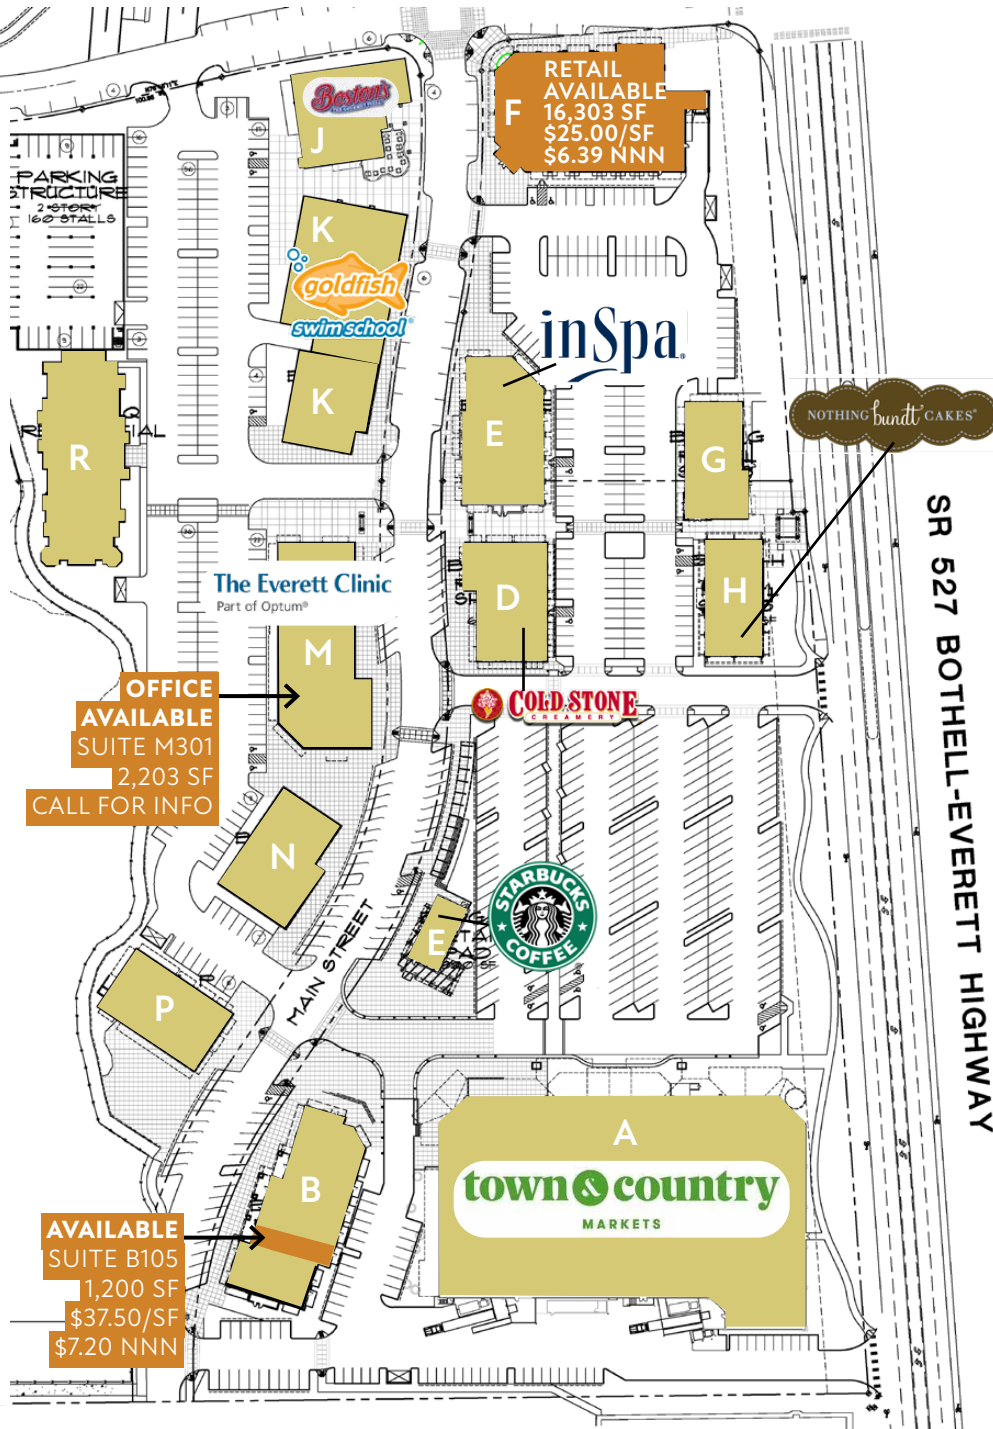 RETAIL
AVAILABLE
16,303 SF
$25.00/SF
$6.39 NNN
F
Boston's
J
PARKING
STRUCTURE
2 STORY
160 STALLS
K
goldfish
swim school
K
inSpa
E
R
G
NOTHING bundt CAKES
The Everett Clinic
Part of Optum®
D
H
M
COLD STONE
CREAMERY
OFFICE
AVAILABLE
SUITE M301
2,203 SF
CALL FOR INFO
SR 527 BOTHELL-EVERETT HIGHWAY
N
STARBUCKS
COFFEE
E
MAIN STREET
P
A
town & country
MARKETS
B
AVAILABLE
SUITE B105
1,200 SF
$37.50/SF
$7.20 NNN